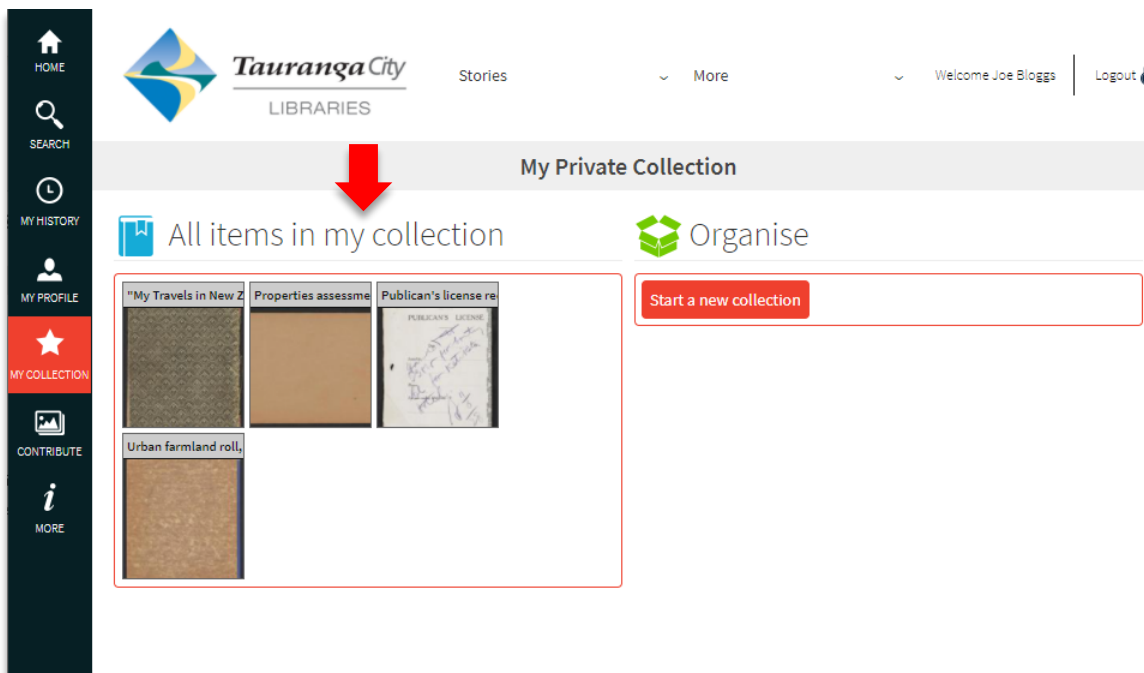 HOME
SEARCH
MY HISTORY
MY PROFILE
MY COLLECTION
CONTRIBUTE
i
MORE
Tauranga City
LIBRARIES
Stories
More
Welcome Joe Bloggs
Logout
My Private Collection
All items in my collection
"My Travels in New Z
Properties assessme
Publican's license re
PUBLICAN'S LICENSE
Urban farmland roll,
Organise
Start a new collection